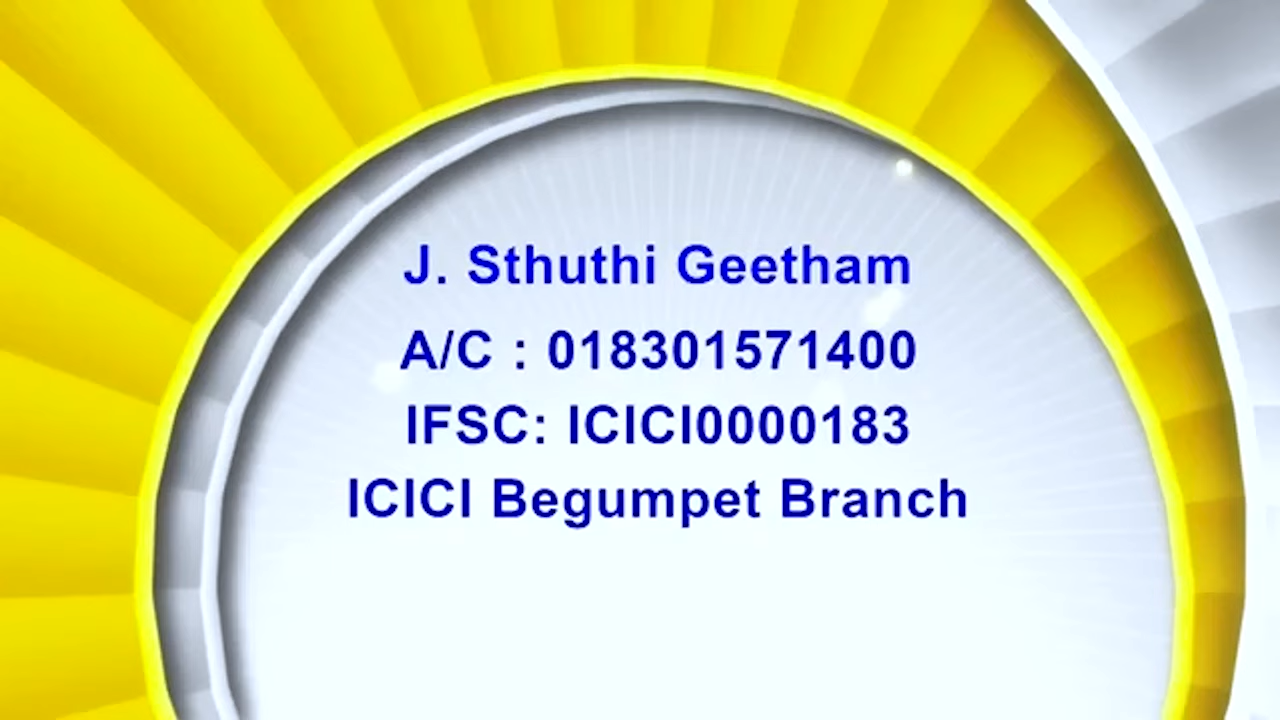 J. Sthuthi Geetham
A/C : 018301571400
IFSC: ICICI0000183
ICICI Begumpet Branch